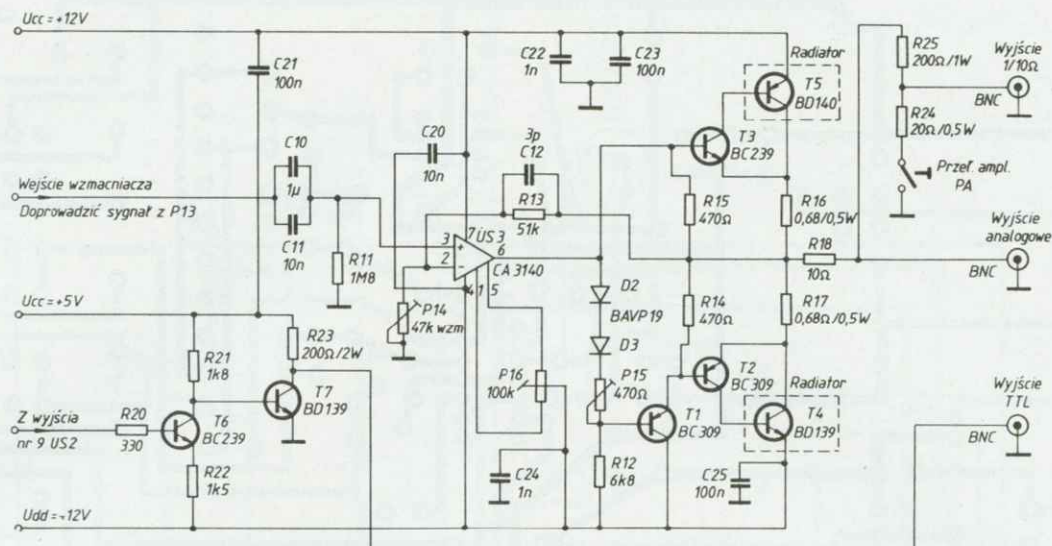 Ucc = +12V
C21
100n
C10
1µ
C11
10n
Wejście wzmacniacza
Doprowadzić sygnał z P13
R11
1M8
C20
10n
3p
C12
R13
51k
C22
1n
C23
100n
7
US3
6
3
+
2
-
CA 3140
4
1
5
P14
47k wzm
P16
100k
C24
1n
Radiator
T5
BD140
T3
BC239
R15
470Ω
R16
0,68/0,5W
R18
10Ω
R14
470Ω
R17
0,68Ω/0,5W
D2
BAVP19
D3
P15
470Ω
T2
BC309
T1
BC309
Radiator
T4
BD139
R12
6k8
C25
100n
R25
200Ω/1W
R24
20Ω/0,5W
Wyjście
1/10Ω
BNC
Przeł. ampl.
PA
Wyjście
analogowe
BNC
Wyjście
TTL
BNC
Ucc = +5V
R21
1k8
R23
200Ω/2W
T7
BD139
Z wyjścia
nr 9 US2
R20
330
T6
BC239
R22
1k5
Udd = -12V